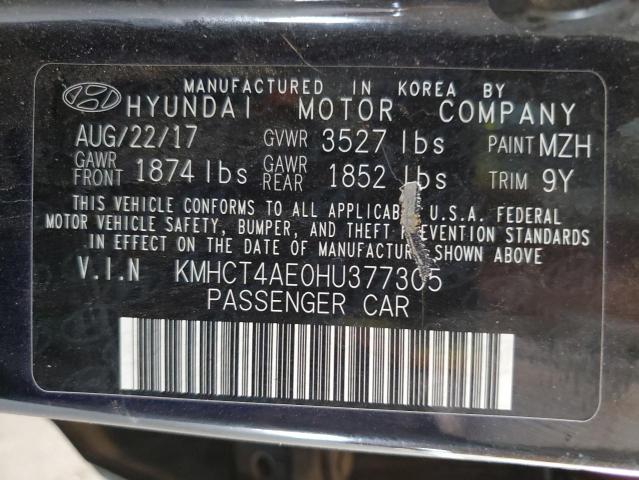 MANUFACTURED IN KOREA BY
HYUNDAI MOTOR COMPANY
AUG/22/17 GVWR 3527 lbs PAINT MZH
GAWR FRONT 1874 lbs GAWR REAR 1852 lbs TRIM 9Y
THIS VEHICLE CONFORMS TO ALL APPLICABLE U.S.A. FEDERAL
MOTOR VEHICLE SAFETY, BUMPER, AND THEFT PREVENTION STANDARDS
IN EFFECT ON THE DATE OF MANUFACTURE SHOWN ABOVE
V.I.N KMHCT4AE0HU377305
PASSENGER CAR